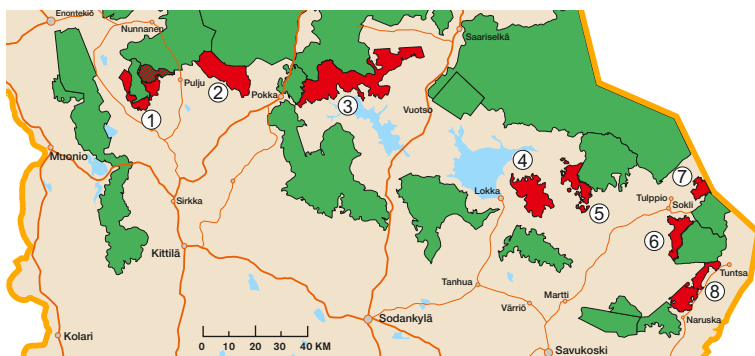 Enontekiö
Nunnanen
Saariselkä
Pulju
2
Pokka
3
Vuotso
1
Muonio
4
7
Lokka
Tulppio
Sokli
5
Sirkka
6
Kittilä
Tuntsa
Tanhua
8
Martti
Värriö
Naruska
Sodankylä
Kolari
0 10 20 30 40 KM
Savukoski